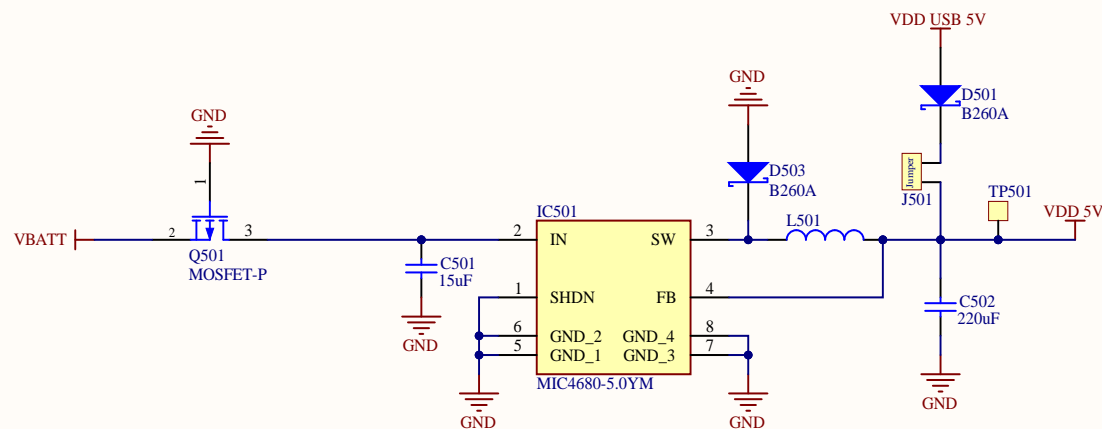 VDD USB 5V
GND
D501
B260A
GND
D503
B260A
Jumper
J501
TP501
VDD 5V
1
IC501
L501
VBATT
2
3
2
IN
SW
3
Q501
MOSFET-P
C501
15uF
1
SHDN
FB
4
C502
220uF
6
GND_2
GND_4
8
5
GND_1
GND_3
7
GND
MIC4680-5.0YM
GND
GND
GND